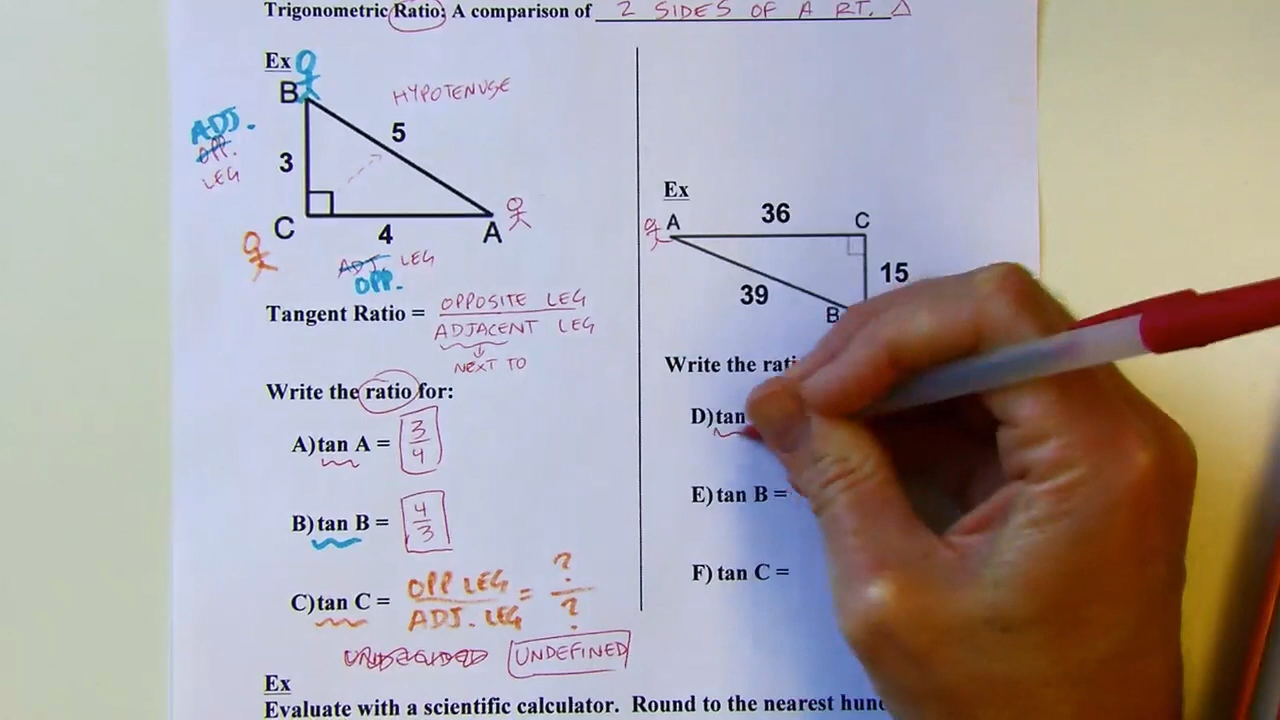 Trigonometric Ratio: A comparison of 2 SIDES OF A RT. △
Ex
B
HYPOTENUSE
ADJ.
OPP.
LEG
3
5
C
4
A
ADJ. LEG
OPP.
Tangent Ratio = OPPOSITE LEG
ADJACENT LEG
NEXT TO
Write the ratio for:
A) tan A = 3/4
B) tan B = 4/3
C) tan C = OPP LEG / ADJ. LEG = ? / ?
UNDEFINED
Ex
A
36
C
15
39
B
Write the
D) tan
E) tan B =
F) tan C =
Ex
Evaluate with a scientific calculator. Round to the nearest